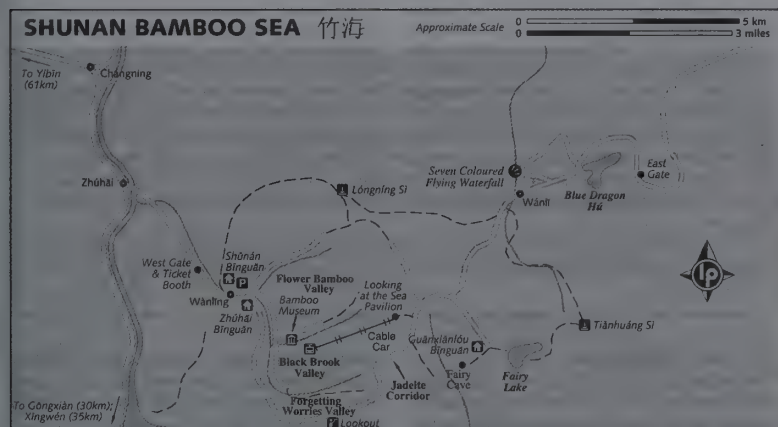 SHUNAN BAMBOO SEA 竹海
Approximate Scale
0 5 km
0 3 miles
To Yíbīn
(61km)
Chángníng
Zhúhǎi
Lóngníng Sì
Seven Coloured
Flying Waterfall
Wànlǐ
Blue Dragon
Hú
East
Gate
West Gate
& Ticket
Booth
Shǔnán
Bīnguǎn
P
Wànlǐng
Zhúhǎi
Bīnguǎn
Flower Bamboo
Valley
Bamboo
Museum
Looking
at the Sea
Pavilion
Cable
Car
Black Brook
Valley
Guānxiānlóu
Bīnguǎn
Tiānhuáng Sì
Jadeite
Corridor
Fairy
Cave
Fairy
Lake
Forgetting
Worries Valley
Lookout
To Gǒngxiàn (30km);
Xīngwén (35km)
lp